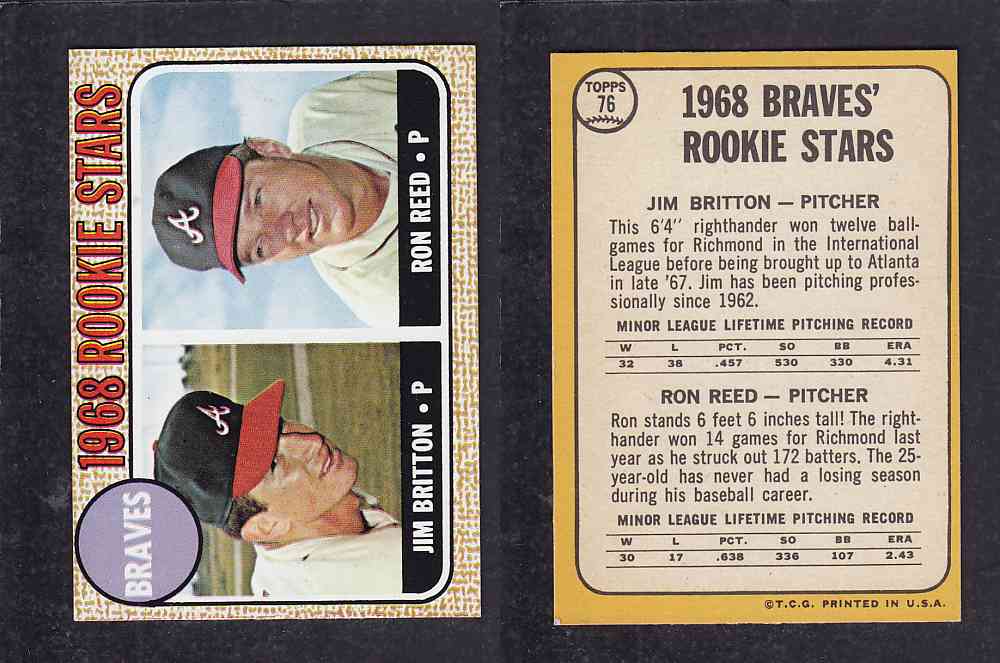 1968 ROOKIE STARS
BRAVES
JIM BRITTON • P
RON REED • P
A
A
TOPPS
76
1968 BRAVES'
ROOKIE STARS
JIM BRITTON — PITCHER
This 6'4'' righthander won twelve ball-
games for Richmond in the International
League before being brought up to Atlanta
in late '67. Jim has been pitching profes-
sionally since 1962.
MINOR LEAGUE LIFETIME PITCHING RECORD
W L PCT. SO BB ERA
32 38 .457 530 330 4.31
RON REED — PITCHER
Ron stands 6 feet 6 inches tall! The right-
hander won 14 games for Richmond last
year as he struck out 172 batters. The 25-
year-old has never had a losing season
during his baseball career.
MINOR LEAGUE LIFETIME PITCHING RECORD
W L PCT. SO BB ERA
30 17 .638 336 107 2.43
©T.C.G. PRINTED IN U.S.A.